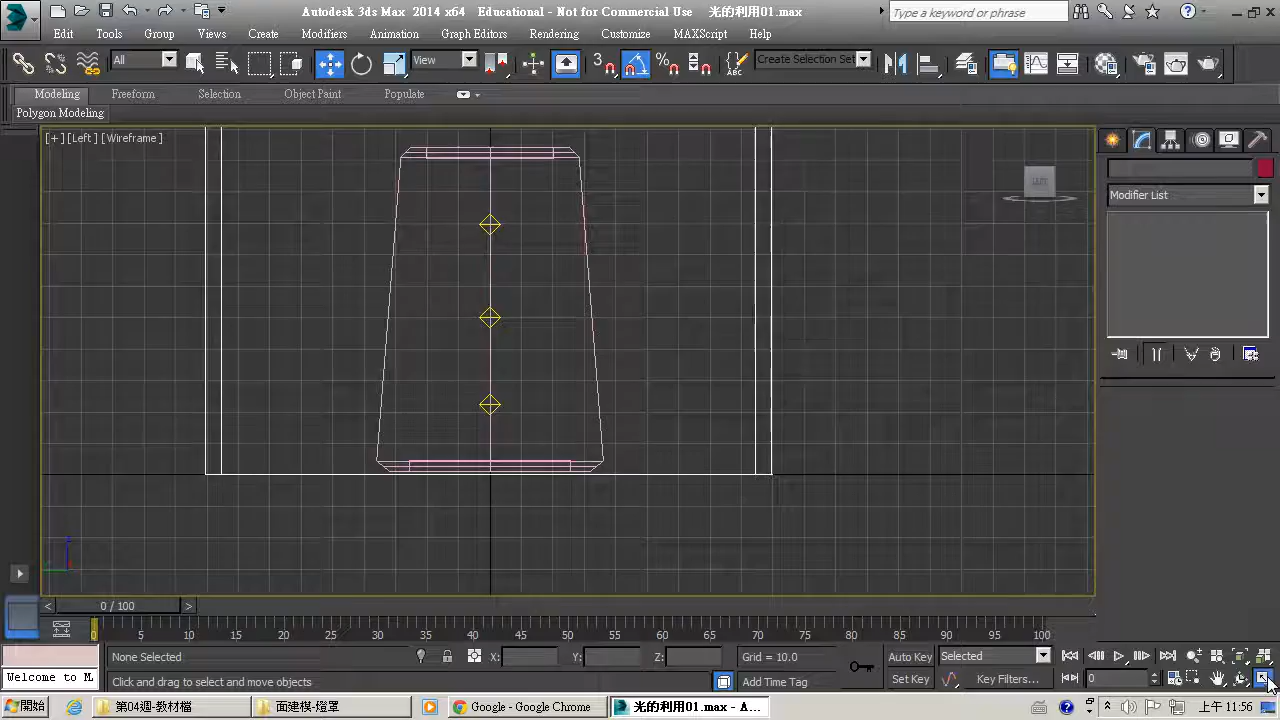 Autodesk 3ds Max 2014 x64 Educational - Not for Commercial Use 光的利用01.max
Type a keyword or phrase
Edit Tools Group Views Create Modifiers Animation Graph Editors Rendering Customize MAXScript Help
All View 3 Create Selection Set
Modeling Freeform Selection Object Paint Populate
Polygon Modeling
[+] [Left] [Wireframe]
LEFT
Modifier List
< 0 / 100 >
0 5 10 15 20 25 30 35 40 45 50 55 60 65 70 75 80 85 90 95 100
None Selected X: Y: Z: Grid = 10.0 Auto Key Selected
Welcome to M. Click and drag to select and move objects Add Time Tag Set Key Key Filters... 0
開始 第04週-教材檔 面建模-燈罩 Google - Google Chrome 光的利用01.max - A... 上午 11:56